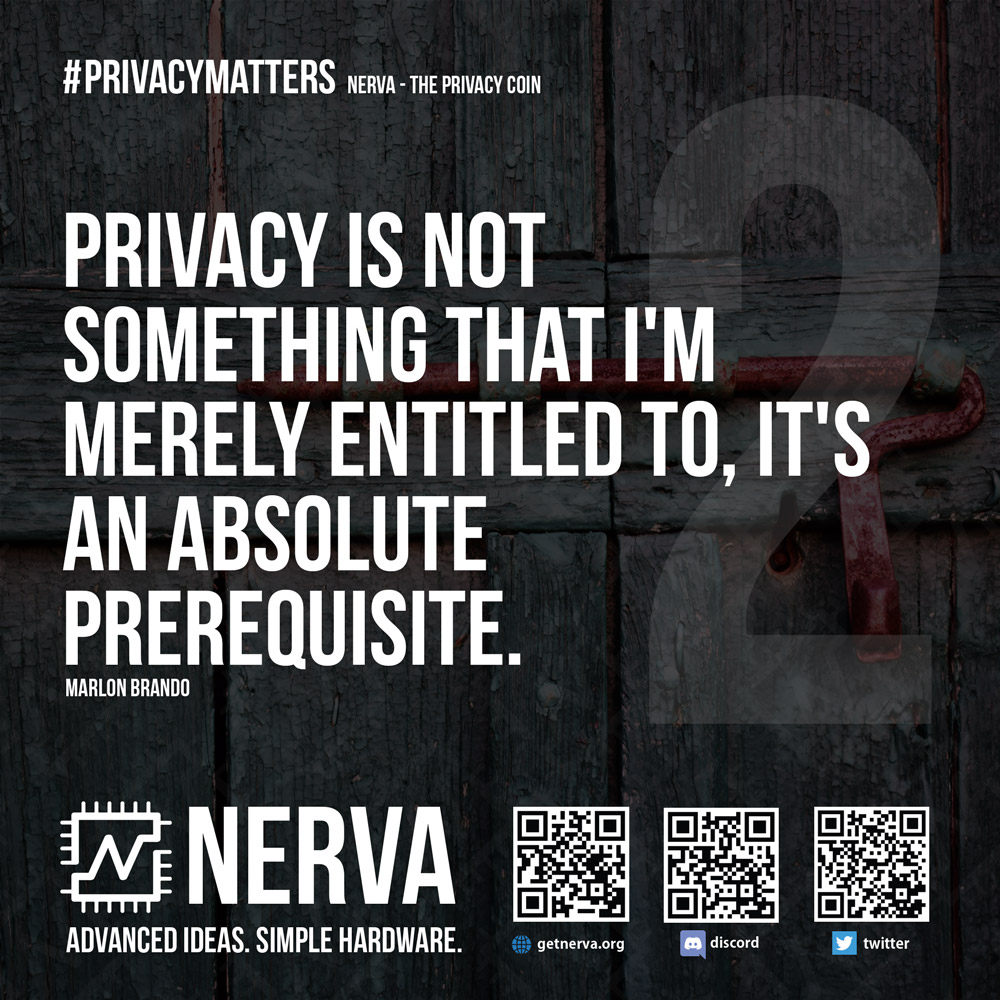 #PRIVACYMATTERS NERVA - THE PRIVACY COIN
2
PRIVACY IS NOT
SOMETHING THAT I'M
MERELY ENTITLED TO, IT'S
AN ABSOLUTE
PREREQUISITE.
MARLON BRANDO
NERVA
ADVANCED IDEAS. SIMPLE HARDWARE.
getnerva.org discord twitter